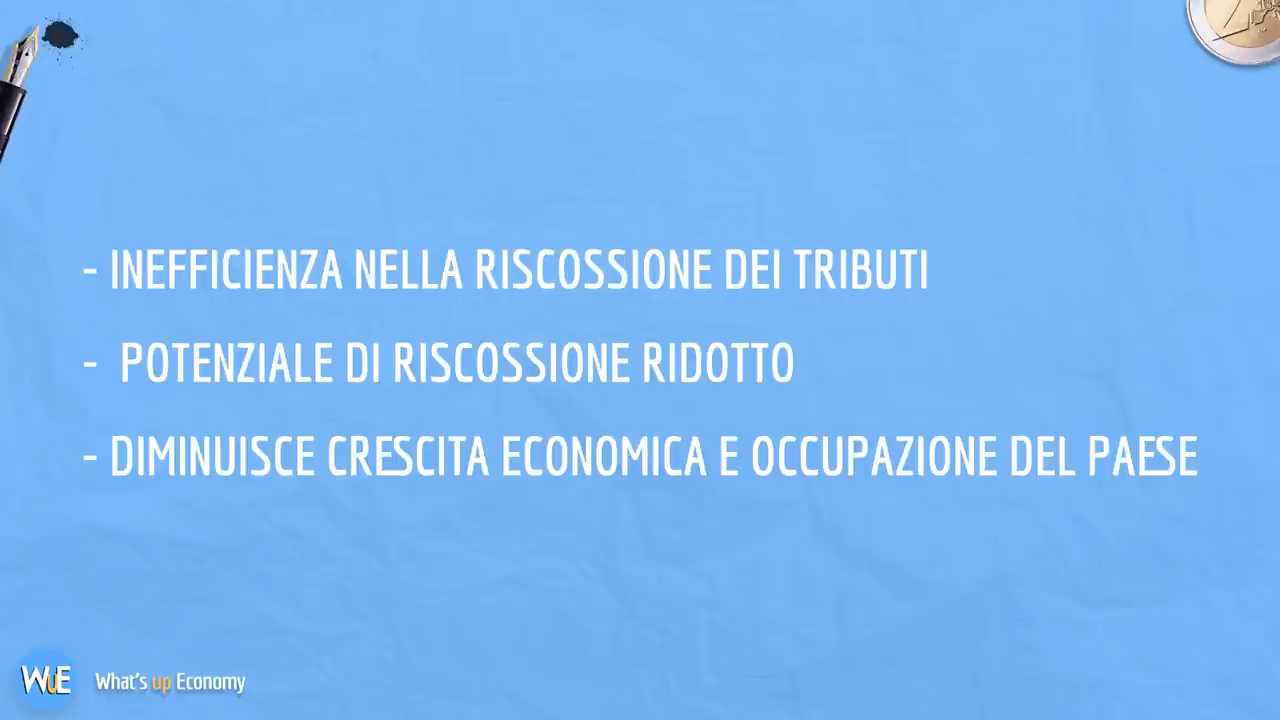 - INEFFICIENZA NELLA RISCOSSIONE DEI TRIBUTI
- POTENZIALE DI RISCOSSIONE RIDOTTO
- DIMINUISCE CRESCITA ECONOMICA E OCCUPAZIONE DEL PAESE
WuE What's up Economy